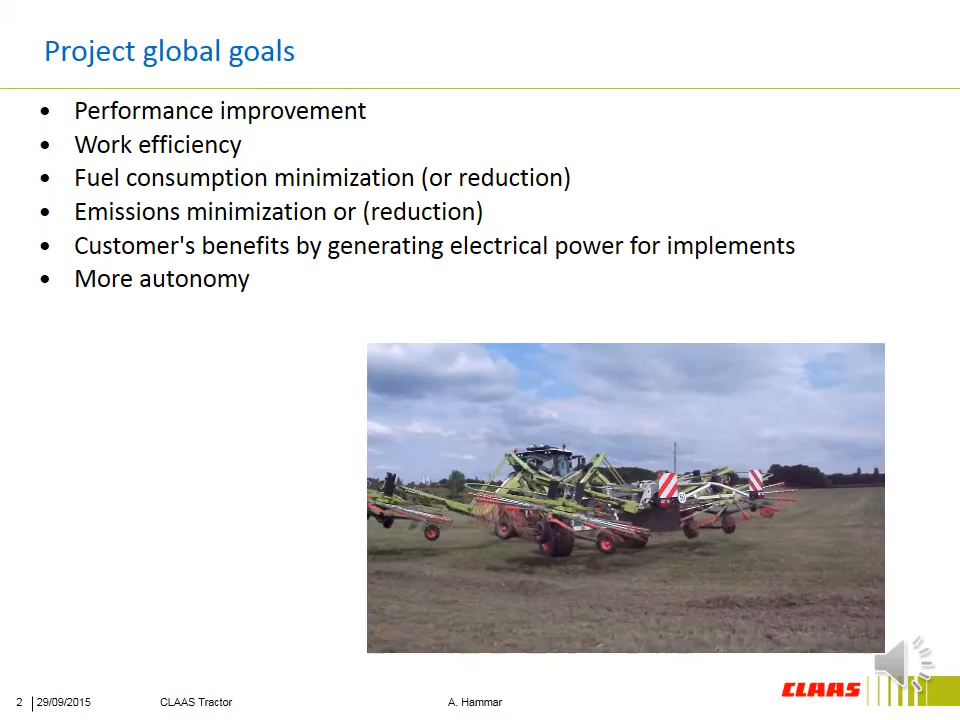 Project global goals
• Performance improvement
• Work efficiency
• Fuel consumption minimization (or reduction)
• Emissions minimization or (reduction)
• Customer's benefits by generating electrical power for implements
• More autonomy
CLAAS
2 29/09/2015 CLAAS Tractor A. Hammar